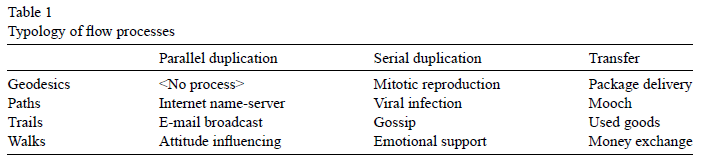 Table 1
Typology of flow processes
Parallel duplication Serial duplication Transfer
Geodesics <No process> Mitotic reproduction Package delivery
Paths Internet name-server Viral infection Mooch
Trails E-mail broadcast Gossip Used goods
Walks Attitude influencing Emotional support Money exchange